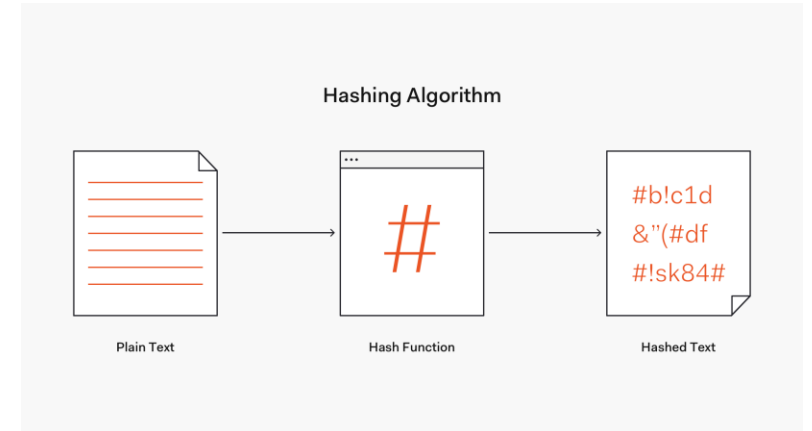 Hashing Algorithm
#
#b!c1d
&”(#df
#!sk84#
Plain Text
Hash Function
Hashed Text